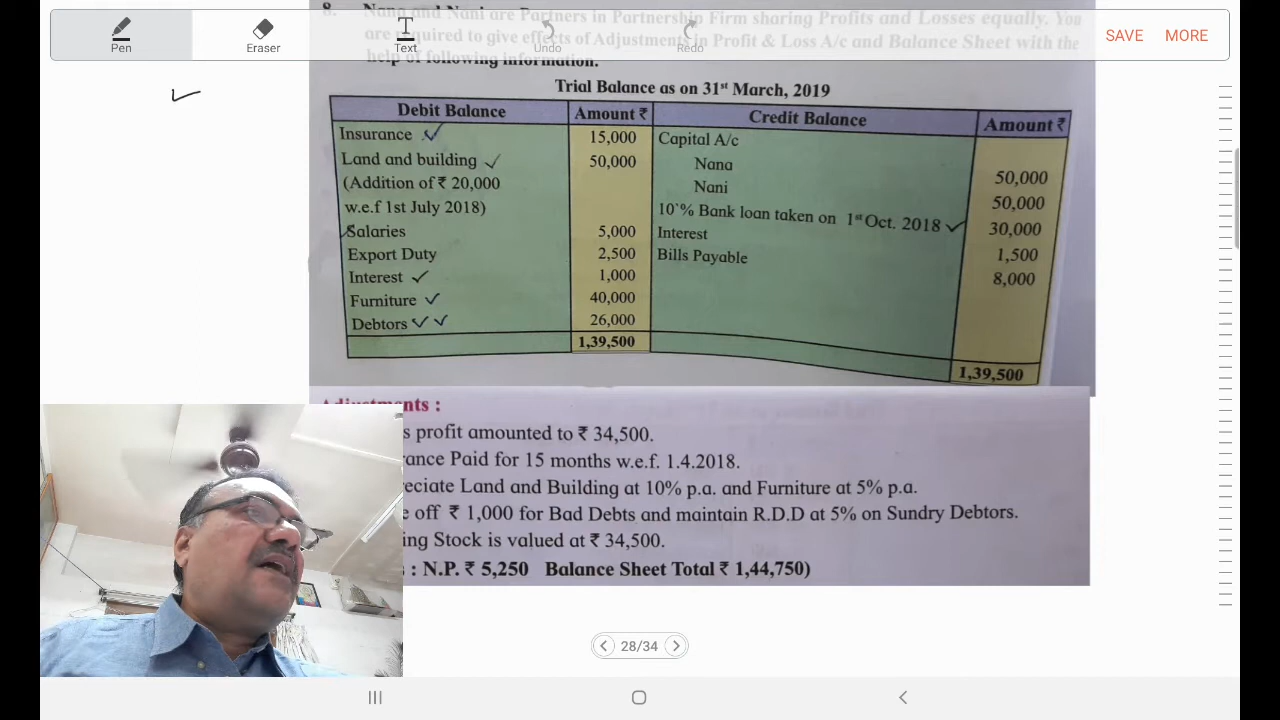 Pen
Eraser
Text
Undo
Redo
SAVE
MORE
8. Nana and Nani are Partners in Partnership Firm sharing Profits and Losses equally. You
are required to give effects of Adjustments in Profit & Loss A/c and Balance Sheet with the
help of following information.
Trial Balance as on 31st March, 2019
Debit Balance Amount ₹ Credit Balance Amount ₹
Insurance 15,000 Capital A/c
Land and building 50,000 Nana 50,000
(Addition of ₹ 20,000 Nani 50,000
w.e.f 1st July 2018) 10% Bank loan taken on 1st Oct. 2018 30,000
Salaries 5,000 Interest 1,500
Export Duty 2,500 Bills Payable 8,000
Interest 1,000
Furniture 40,000
Debtors 26,000
1,39,500 1,39,500
Adjustments :
s profit amounted to ₹ 34,500.
ance Paid for 15 months w.e.f. 1.4.2018.
eciate Land and Building at 10% p.a. and Furniture at 5% p.a.
e off ₹ 1,000 for Bad Debts and maintain R.D.D at 5% on Sundry Debtors.
ing Stock is valued at ₹ 34,500.
: N.P. ₹ 5,250 Balance Sheet Total ₹ 1,44,750)
28/34